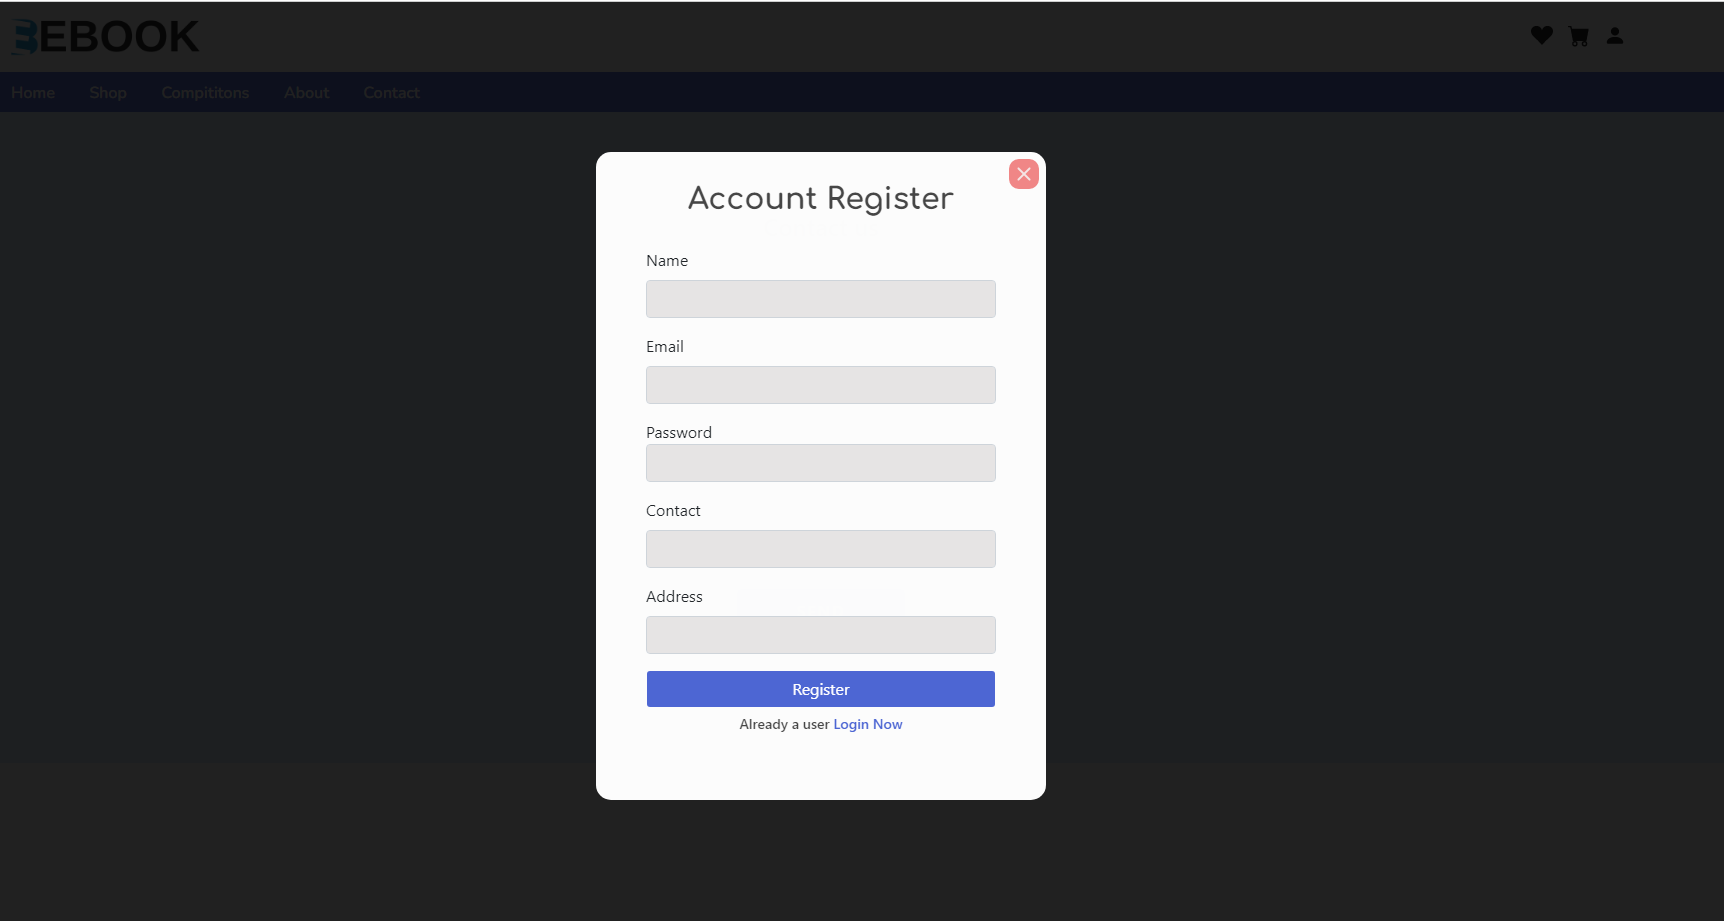 EBOOK
Home Shop Compititons About Contact
Account Register
Name
Email
Password
Contact
Address
Register
Already a user Login Now